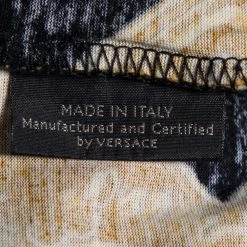 MADE IN ITALY
Manufactured and Certified
by VERSACE